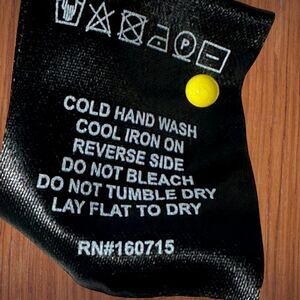 COLD HAND WASH
COOL IRON ON
REVERSE SIDE
DO NOT BLEACH
DO NOT TUMBLE DRY
LAY FLAT TO DRY
RN#160715